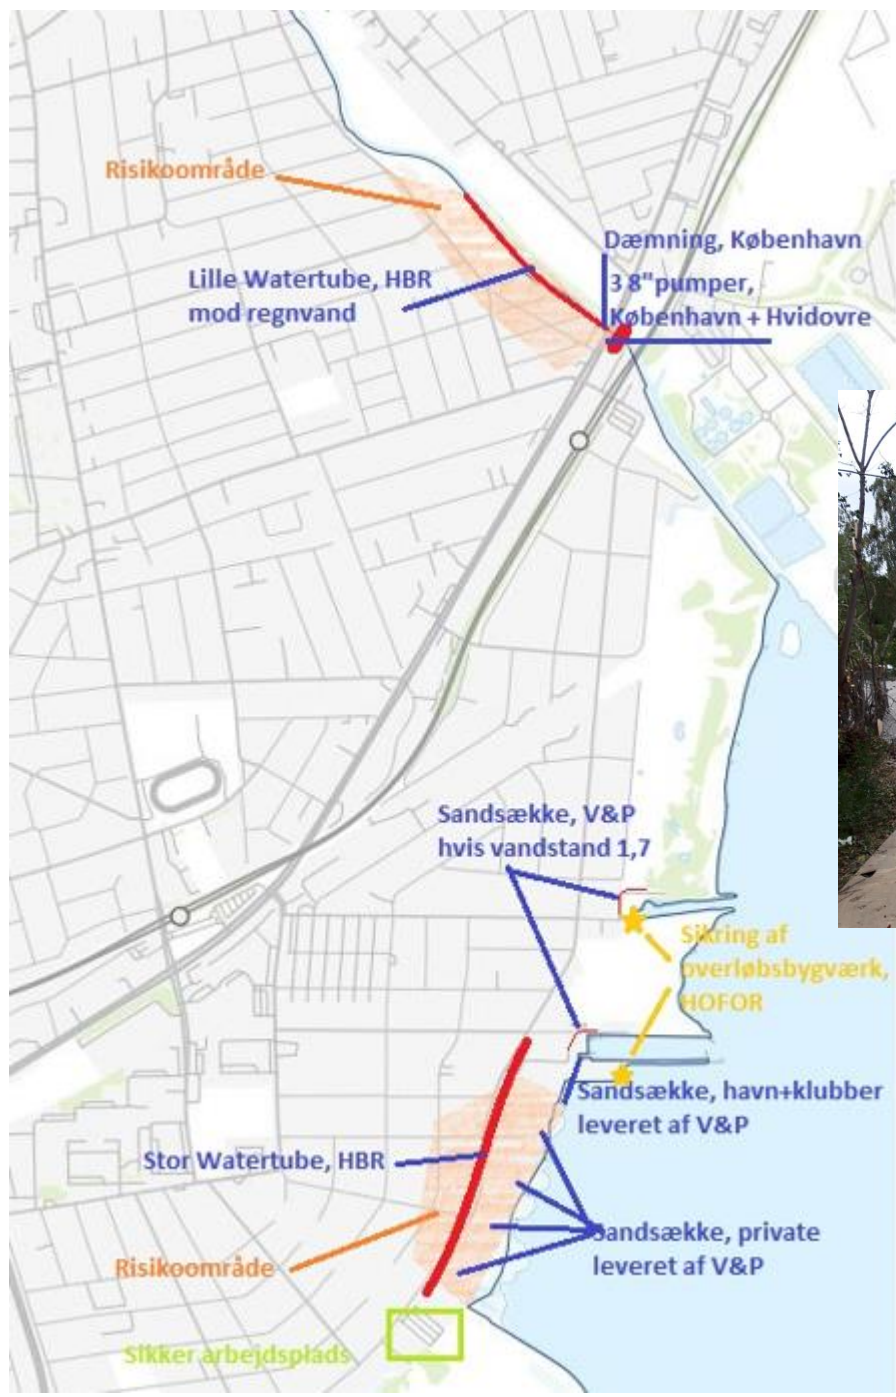 Risikoområde
Dæmning, København
3 8"pumper,
København + Hvidovre
Lille Watertube, HBR
mod regnvand
Sandsække, V&P
hvis vandstand 1,7
Sikring af
overløbsbygværk,
HOFOR
Sandsække, havn+klubber
leveret af V&P
Stor Watertube, HBR
Sandsække, private
leveret af V&P
Risikoområde
Sikker arbejdsplads